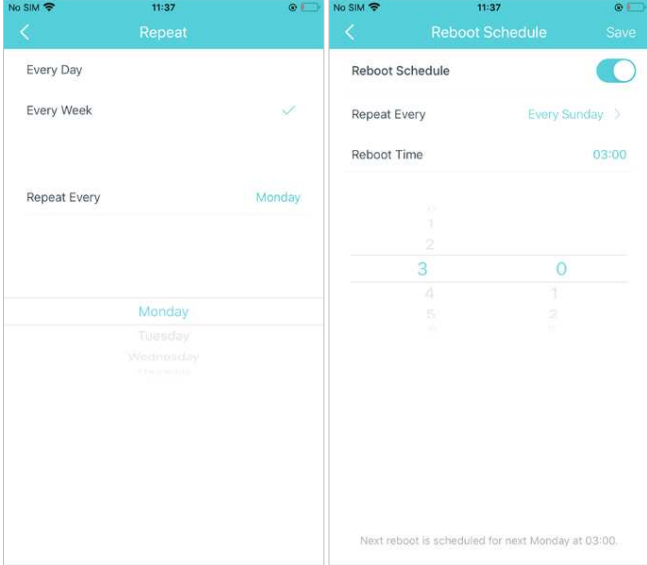 No SIM 11:37
Repeat
Every Day
Every Week
Repeat Every Monday
Monday
Tuesday
Wednesday
No SIM 11:37
Reboot Schedule Save
Reboot Schedule
Repeat Every Every Sunday
Reboot Time 03:00
1
2
3 0
4 1
5 2
Next reboot is scheduled for next Monday at 03:00.